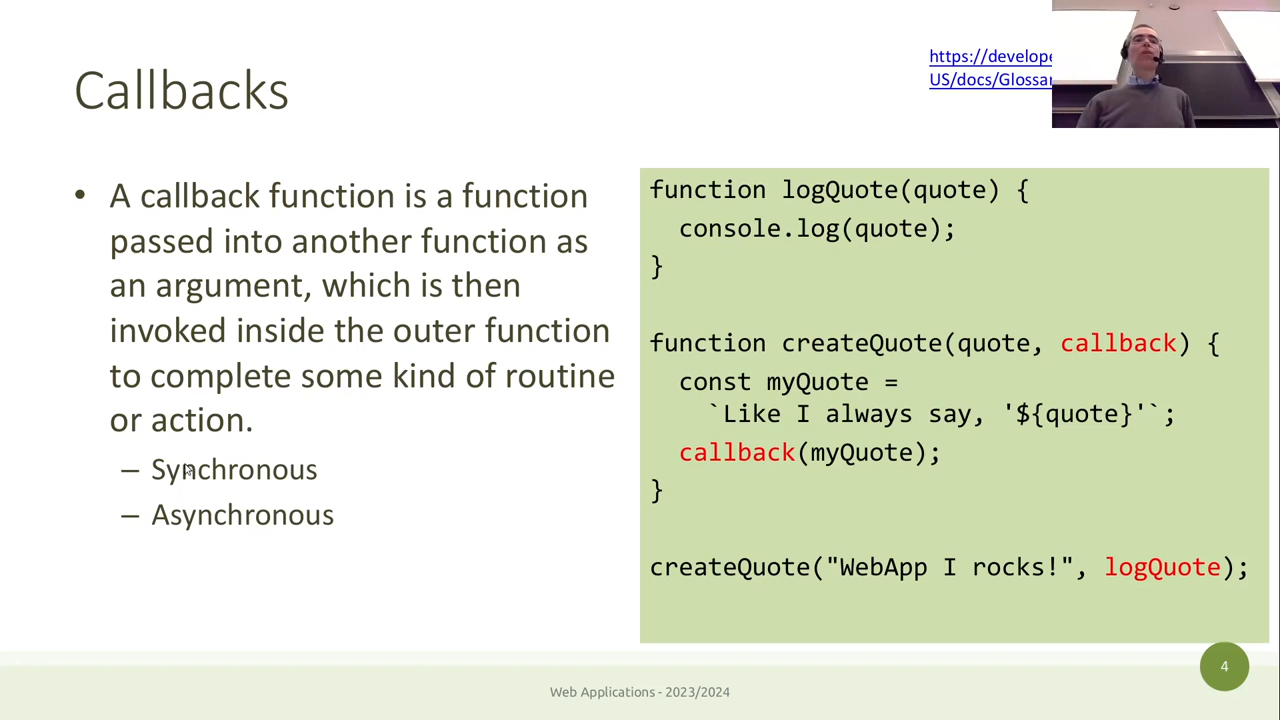 Callbacks
https://develope
US/docs/Glossar
• A callback function is a function
passed into another function as
an argument, which is then
invoked inside the outer function
to complete some kind of routine
or action.
– Synchronous
– Asynchronous
function logQuote(quote) {
  console.log(quote);
}
function createQuote(quote, callback) {
  const myQuote =
    `Like I always say, '${quote}'`;
  callback(myQuote);
}
createQuote("WebApp I rocks!", logQuote);
Web Applications - 2023/2024
4